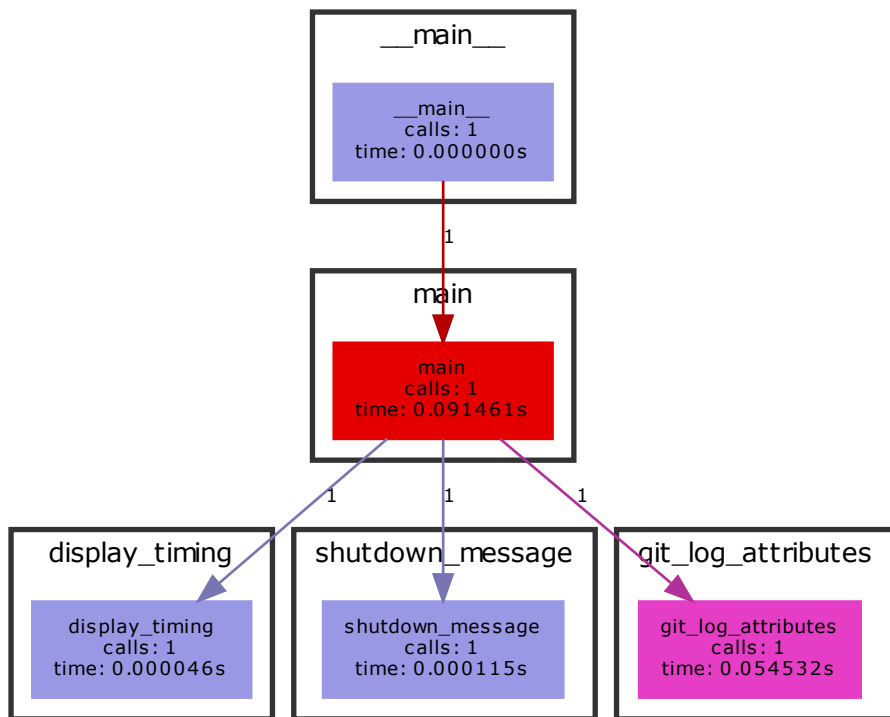 __main__
__main__
calls: 1
time: 0.000000s
1
main
main
calls: 1
time: 0.091461s
1
1
1
display_timing
shutdown_message
git_log_attributes
display_timing
calls: 1
time: 0.000046s
shutdown_message
calls: 1
time: 0.000115s
git_log_attributes
calls: 1
time: 0.054532s